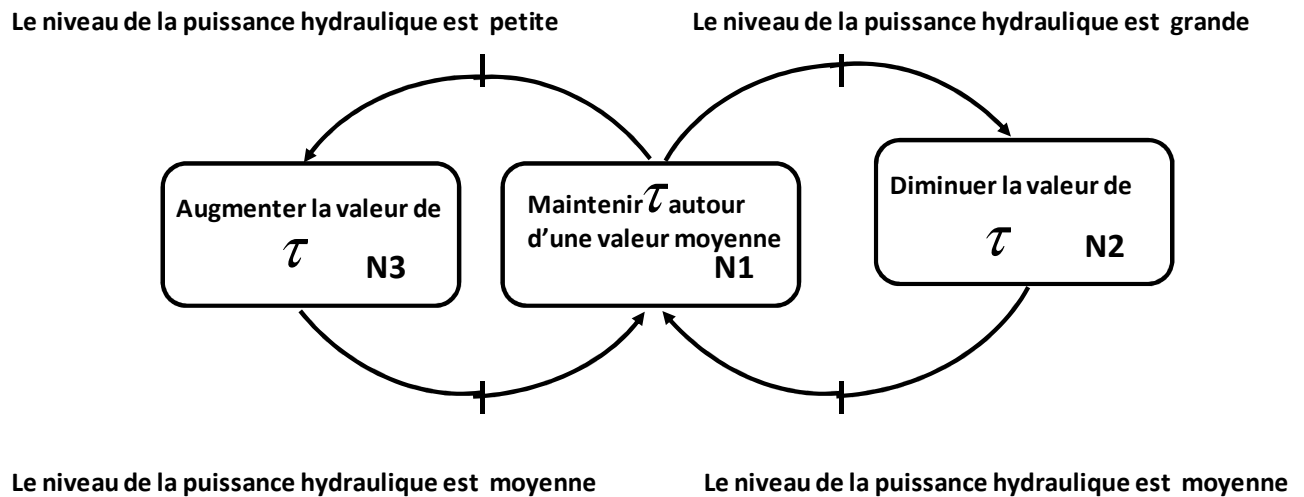 Le niveau de la puissance hydraulique est petite
Le niveau de la puissance hydraulique est grande
Augmenter la valeur de
τ N3
Maintenir τ autour
d'une valeur moyenne
N1
Diminuer la valeur de
τ N2
Le niveau de la puissance hydraulique est moyenne
Le niveau de la puissance hydraulique est moyenne